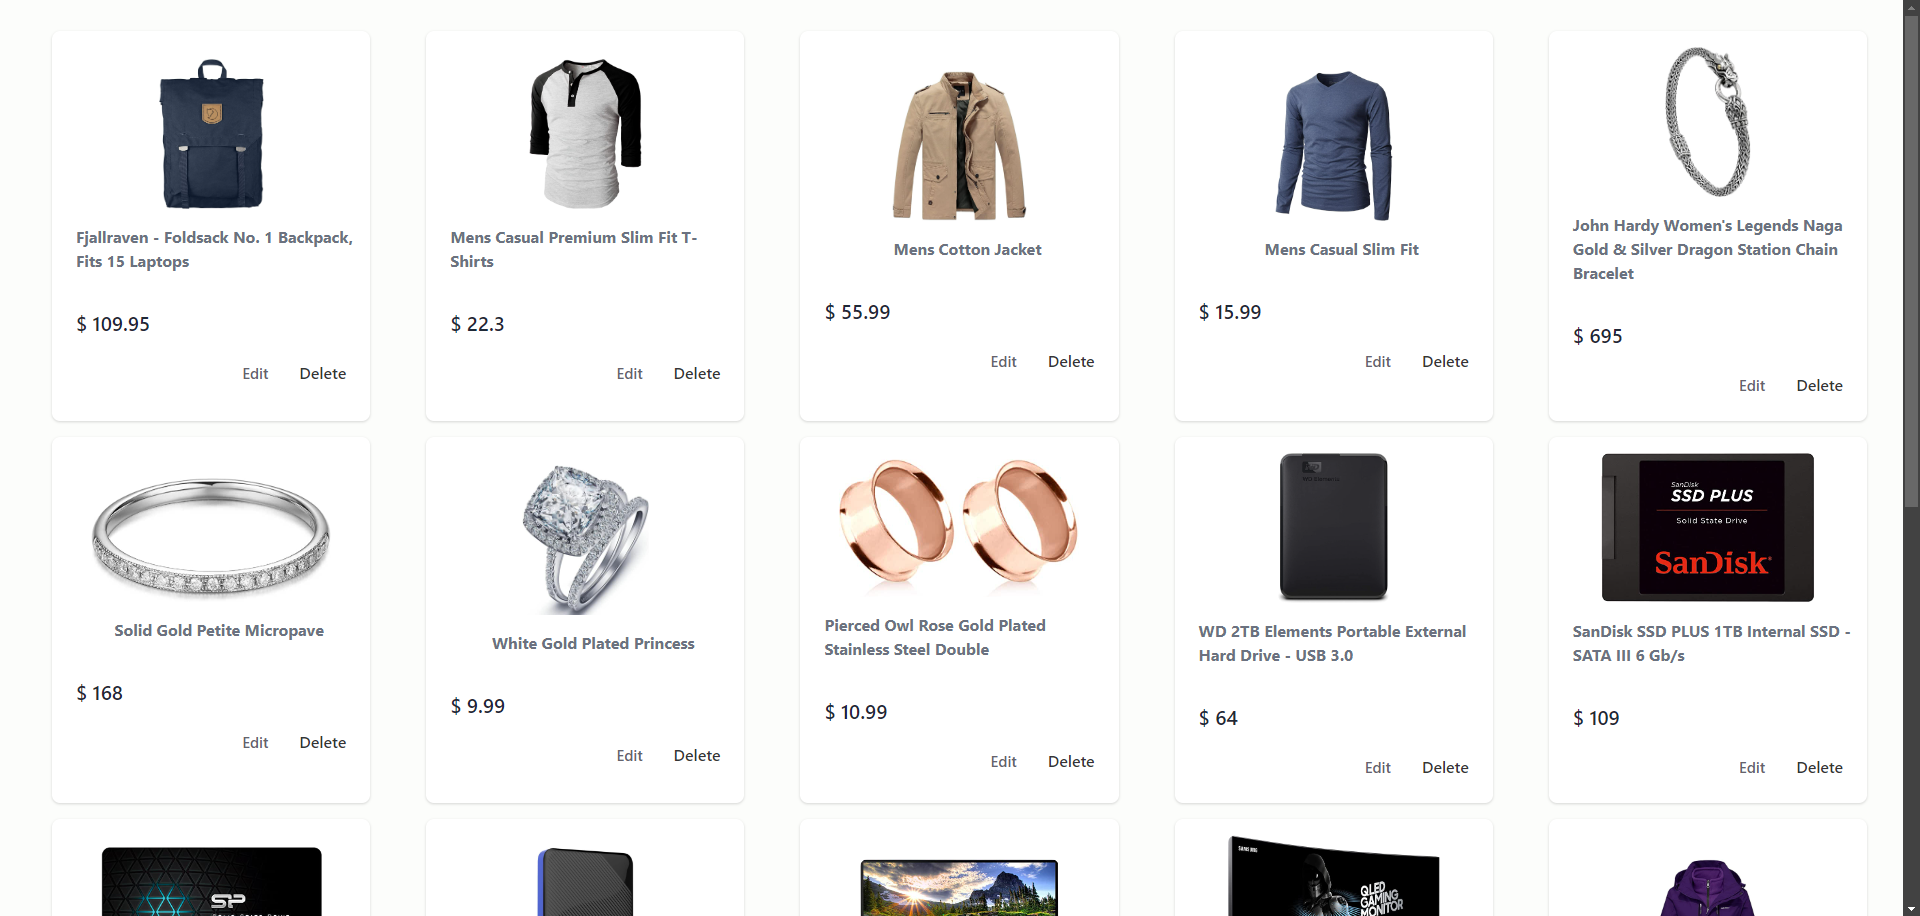 Fjallraven - Foldsack No. 1 Backpack,
Fits 15 Laptops
$ 109.95
Edit
Delete
Mens Casual Premium Slim Fit T-
Shirts
$ 22.3
Edit
Delete
Mens Cotton Jacket
$ 55.99
Edit
Delete
Mens Casual Slim Fit
$ 15.99
Edit
Delete
John Hardy Women's Legends Naga
Gold & Silver Dragon Station Chain
Bracelet
$ 695
Edit
Delete
Solid Gold Petite Micropave
$ 168
Edit
Delete
White Gold Plated Princess
$ 9.99
Edit
Delete
Pierced Owl Rose Gold Plated
Stainless Steel Double
$ 10.99
Edit
Delete
WD
WD Elements
WD 2TB Elements Portable External
Hard Drive - USB 3.0
$ 64
Edit
Delete
SanDisk
SSD PLUS
Solid State Drive
SanDisk
SanDisk SSD PLUS 1TB Internal SSD -
SATA III 6 Gb/s
$ 109
Edit
Delete
SP
SAMSUNG
QLED
GAMING
MONITOR